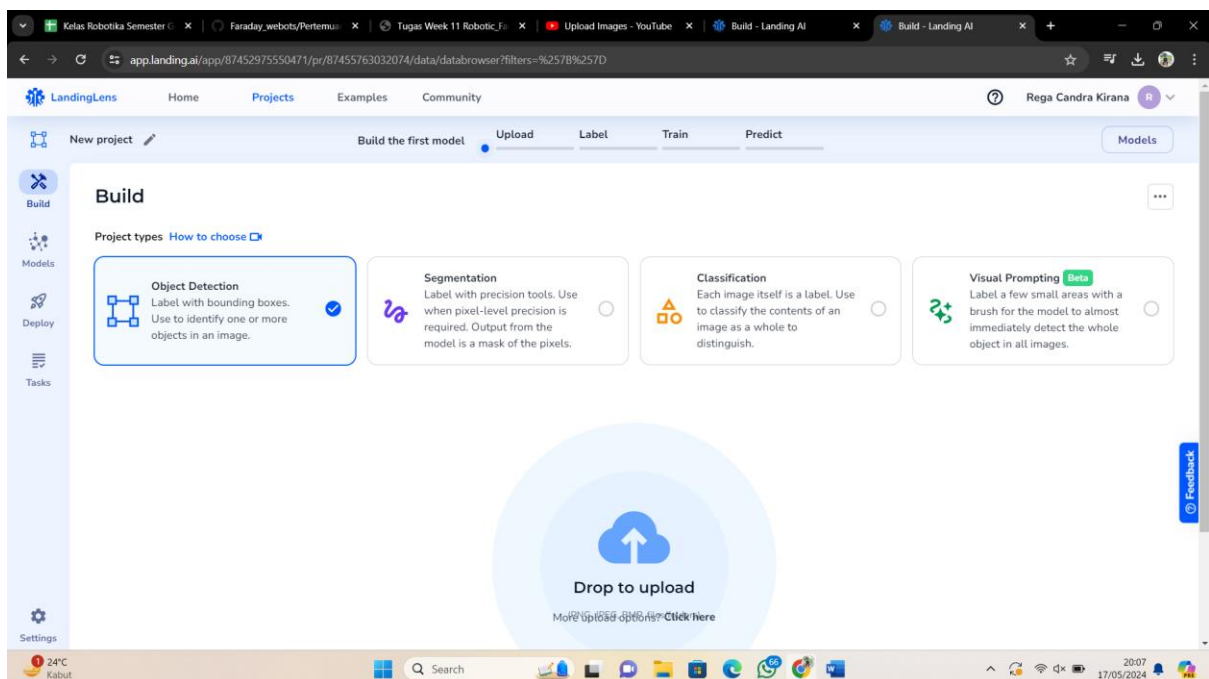 Kelas Robotika Semester G
Faraday_webots/Pertemua
Tugas Week 11 Robotic_Fa
Upload Images - YouTube
Build - Landing AI
Build - Landing AI
app.landing.ai/app/87452975550471/pr/87455763032074/data/databrowser?filters=%257B%257D
LandingLens Home Projects Examples Community Rega Candra Kirana R
New project Build the first model Upload Label Train Predict Models
Build
Models
Deploy
Tasks
Settings
Build
Project types How to choose
Object Detection
Label with bounding boxes.
Use to identify one or more
objects in an image.
Segmentation
Label with precision tools. Use
when pixel-level precision is
required. Output from the
model is a mask of the pixels.
Classification
Each image itself is a label. Use
to classify the contents of an
image as a whole to
distinguish.
Visual Prompting Beta
Label a few small areas with a
brush for the model to almost
immediately detect the whole
object in all images.
Drop to upload
More upload options? Click here
Feedback
1 24°C
Kabut
Search
66
20:07
17/05/2024